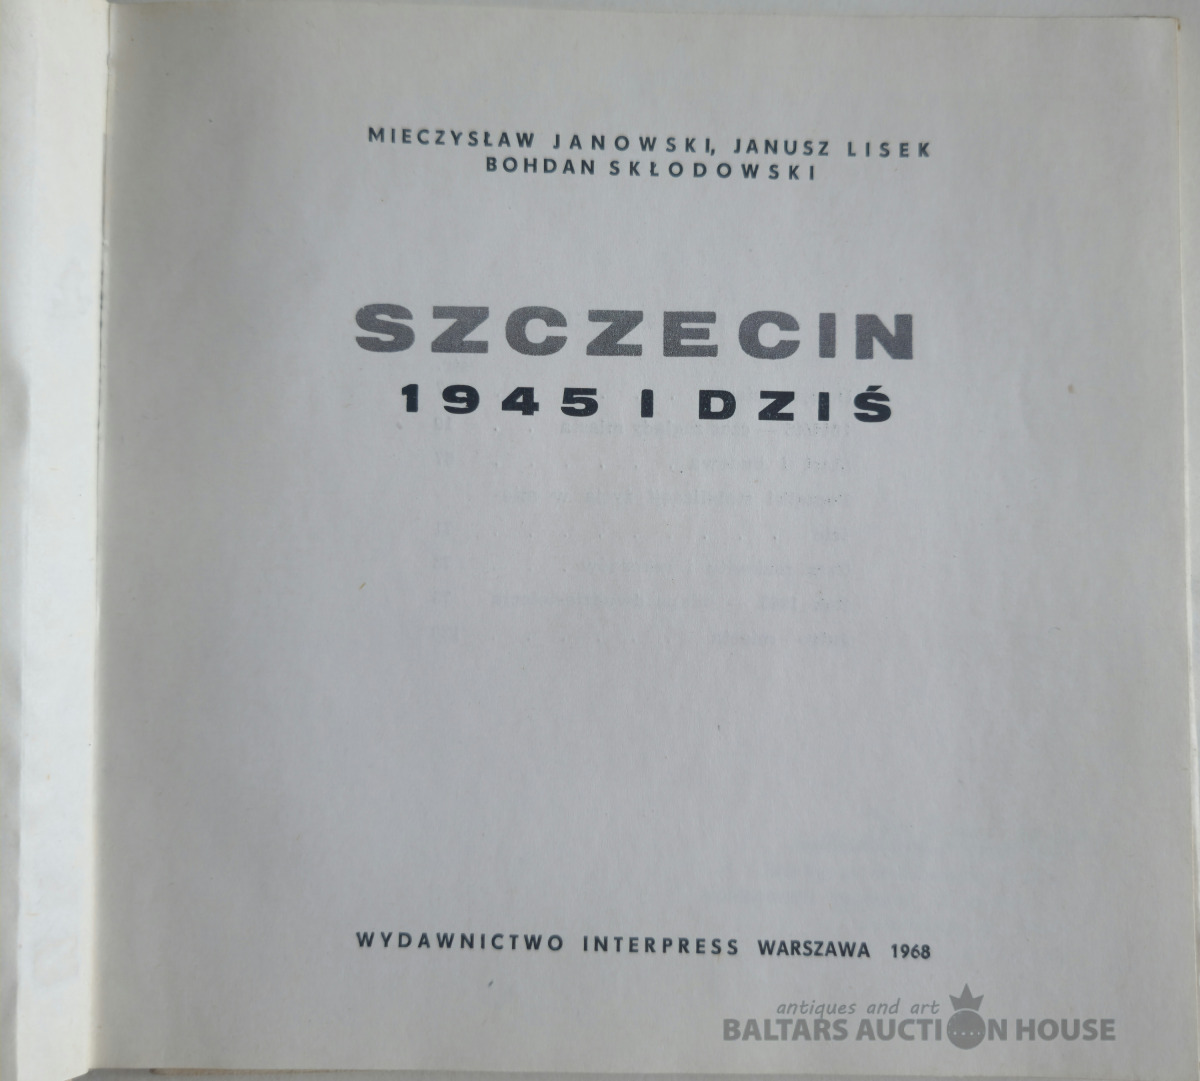 MIECZYSŁAW JANOWSKI, JANUSZ LISEK
BOHDAN SKŁODOWSKI
SZCZECIN
1945 I DZIŚ
WYDAWNICTWO INTERPRESS WARSZAWA 1968
antiques and art
BALTARS AUCTION HOUSE